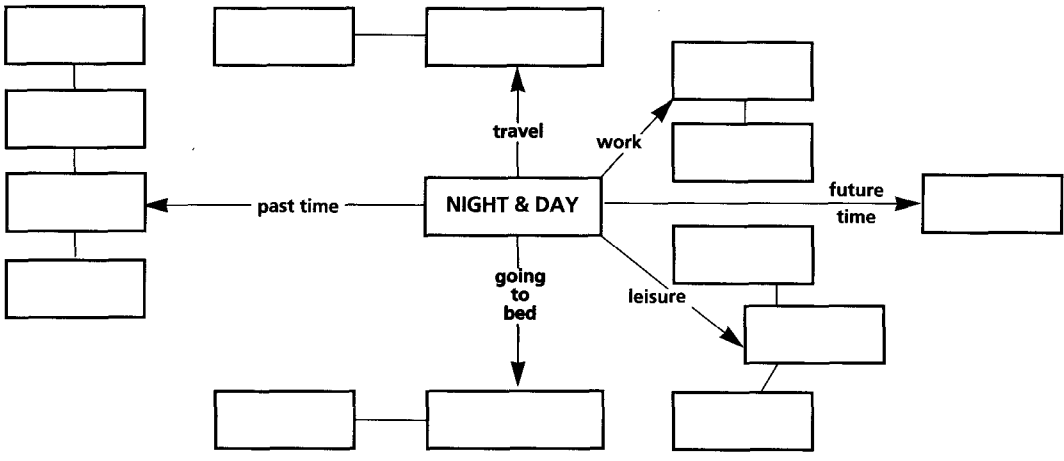 travel
work
past time
NIGHT & DAY
future
time
going
to
bed
leisure